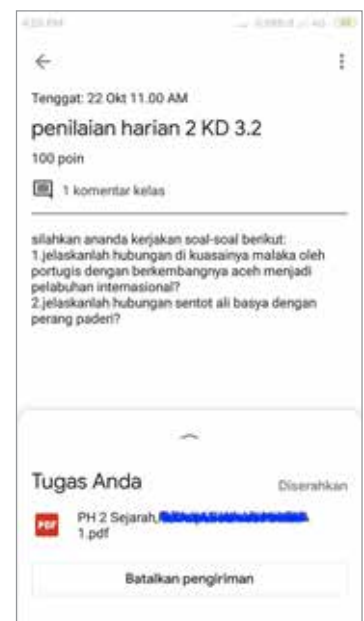 Tenggat: 22 Okt 11.00 AM
penilaian harian 2 KD 3.2
100 poin
1 komentar kelas
silahkan ananda kerjakan soal-soal berikut:
1.jelaskanlah hubungan di kuasainya malaka oleh
portugis dengan berkembangnya aceh menjadi
pelabuhan internasional?
2.jelaskanlah hubungan sentot ali basya dengan
perang paderi?
Tugas Anda
Diserahkan
PDF
PH 2 Sejarah,
1.pdf
Batalkan pengiriman